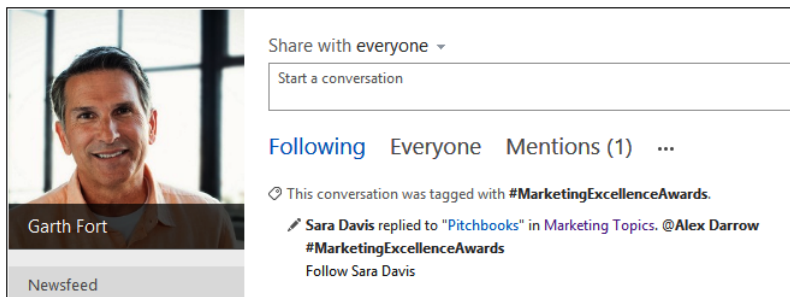 Share with everyone
Start a conversation
Following Everyone Mentions (1) ...
This conversation was tagged with #MarketingExcellenceAwards.
Sara Davis replied to "Pitchbooks" in Marketing Topics. @Alex Darrow
#MarketingExcellenceAwards
Follow Sara Davis
Garth Fort
Newsfeed